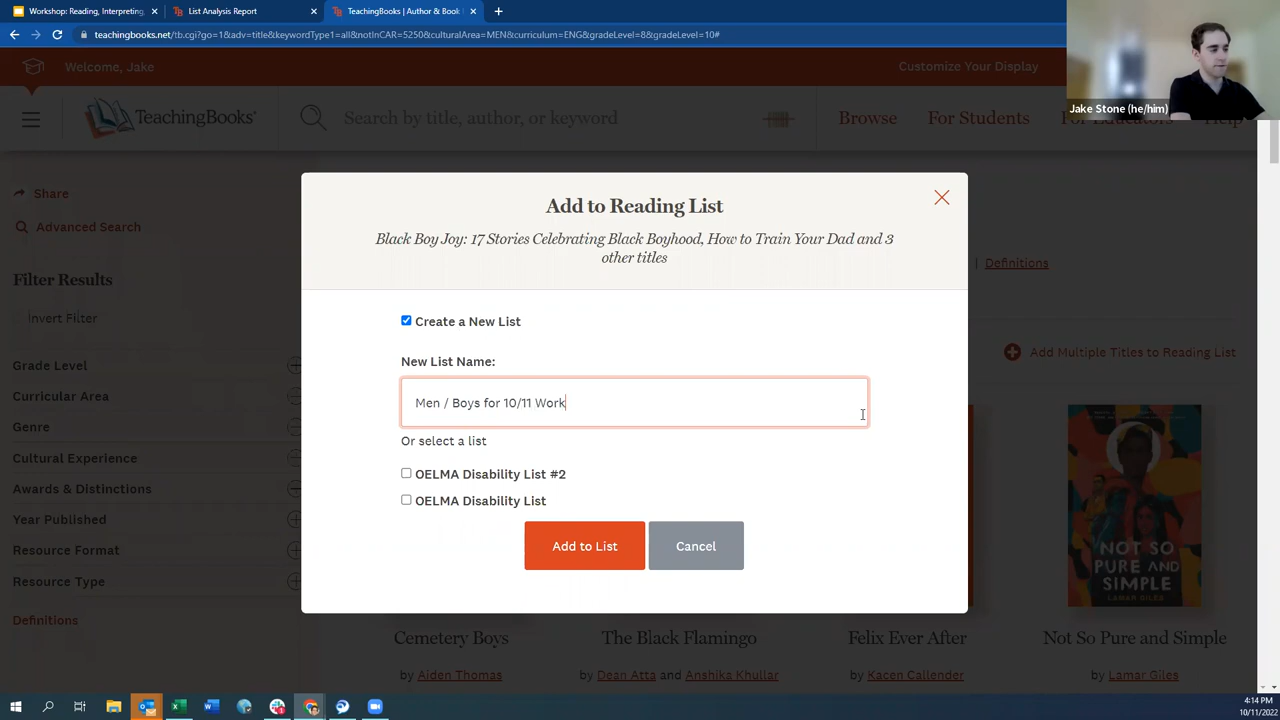 Workshop: Reading, Interpreting,
List Analysis Report
TeachingBooks | Author & Book
teachingbooks.net/tb.cgi?go=1&adv=title&keywordType1=all&notInCAR=5250&culturalArea=MEN&curriculum=ENG&gradeLevel=8&gradeLevel=10#
Welcome, Jake
Customize Your Display
Jake Stone (he/him)
TeachingBooks
Search by title, author, or keyword
Browse
For Students
For Educators
Help
Share
Advanced Search
Filter Results
Invert Filter
Grade Level
Curricular Area
Genre
Cultural Experience
Awards & Distinctions
Year Published
Resource Format
Resource Type
Definitions
Add to Reading List
Black Boy Joy: 17 Stories Celebrating Black Boyhood, How to Train Your Dad and 3
other titles
Create a New List
New List Name:
Men / Boys for 10/11 Work
Or select a list
OELMA Disability List #2
OELMA Disability List
Add to List
Cancel
| Definitions
Add Multiple Titles to Reading List
NOT SO
PURE AND
SIMPLE
LAMAR GILES
Cemetery Boys
The Black Flamingo
Felix Ever After
Not So Pure and Simple
by Aiden Thomas
by Dean Atta and Anshika Khullar
by Kacen Callender
by Lamar Giles
4:14 PM
10/11/2022